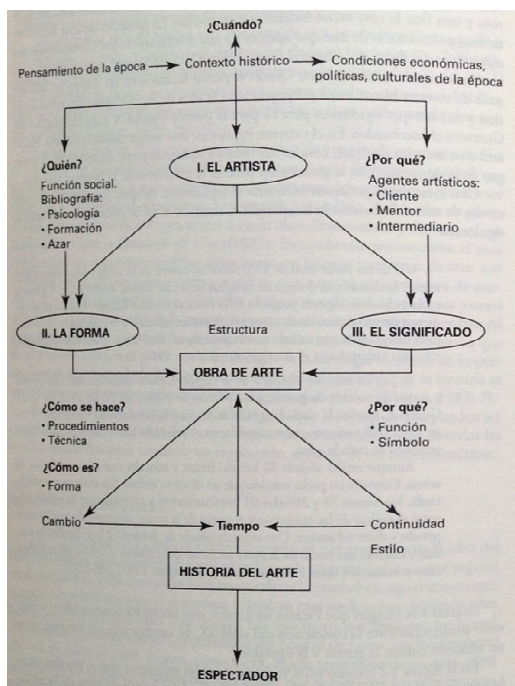 ¿Cuándo?
Pensamiento de la época
Contexto histórico
Condiciones económicas,
políticas, culturales de la época
¿Quién?
Función social.
Bibliografía:
• Psicología
• Formación
• Azar
I. EL ARTISTA
¿Por qué?
Agentes artísticos:
• Cliente
• Mentor
• Intermediario
II. LA FORMA
Estructura
III. EL SIGNIFICADO
OBRA DE ARTE
¿Cómo se hace?
• Procedimientos
• Técnica
¿Cómo es?
• Forma
¿Por qué?
• Función
• Símbolo
Cambio
Tiempo
Continuidad
Estilo
HISTORIA DEL ARTE
ESPECTADOR